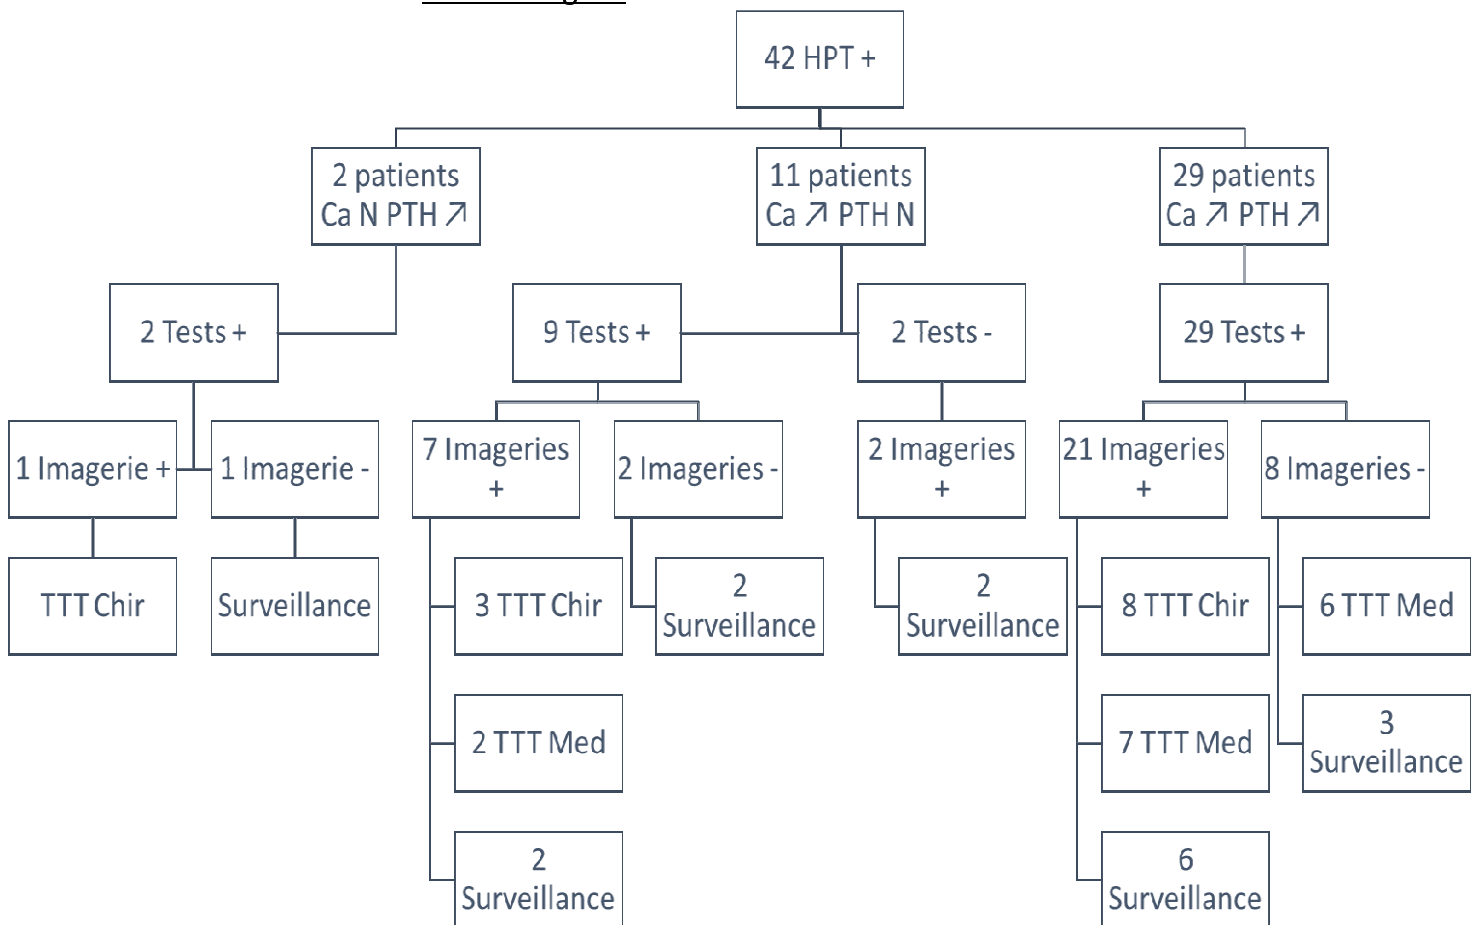 42 HPT +
2 patients
Ca N PTH ↗
11 patients
Ca ↗ PTH N
29 patients
Ca ↗ PTH ↗
2 Tests +
9 Tests +
2 Tests -
29 Tests +
1 Imagerie +
1 Imagerie -
7 Imageries
+
2 Imageries -
2 Imageries
+
21 Imageries
+
8 Imageries -
TTT Chir
Surveillance
3 TTT Chir
2
Surveillance
2
Surveillance
8 TTT Chir
6 TTT Med
2 TTT Med
7 TTT Med
3
Surveillance
2
Surveillance
6
Surveillance